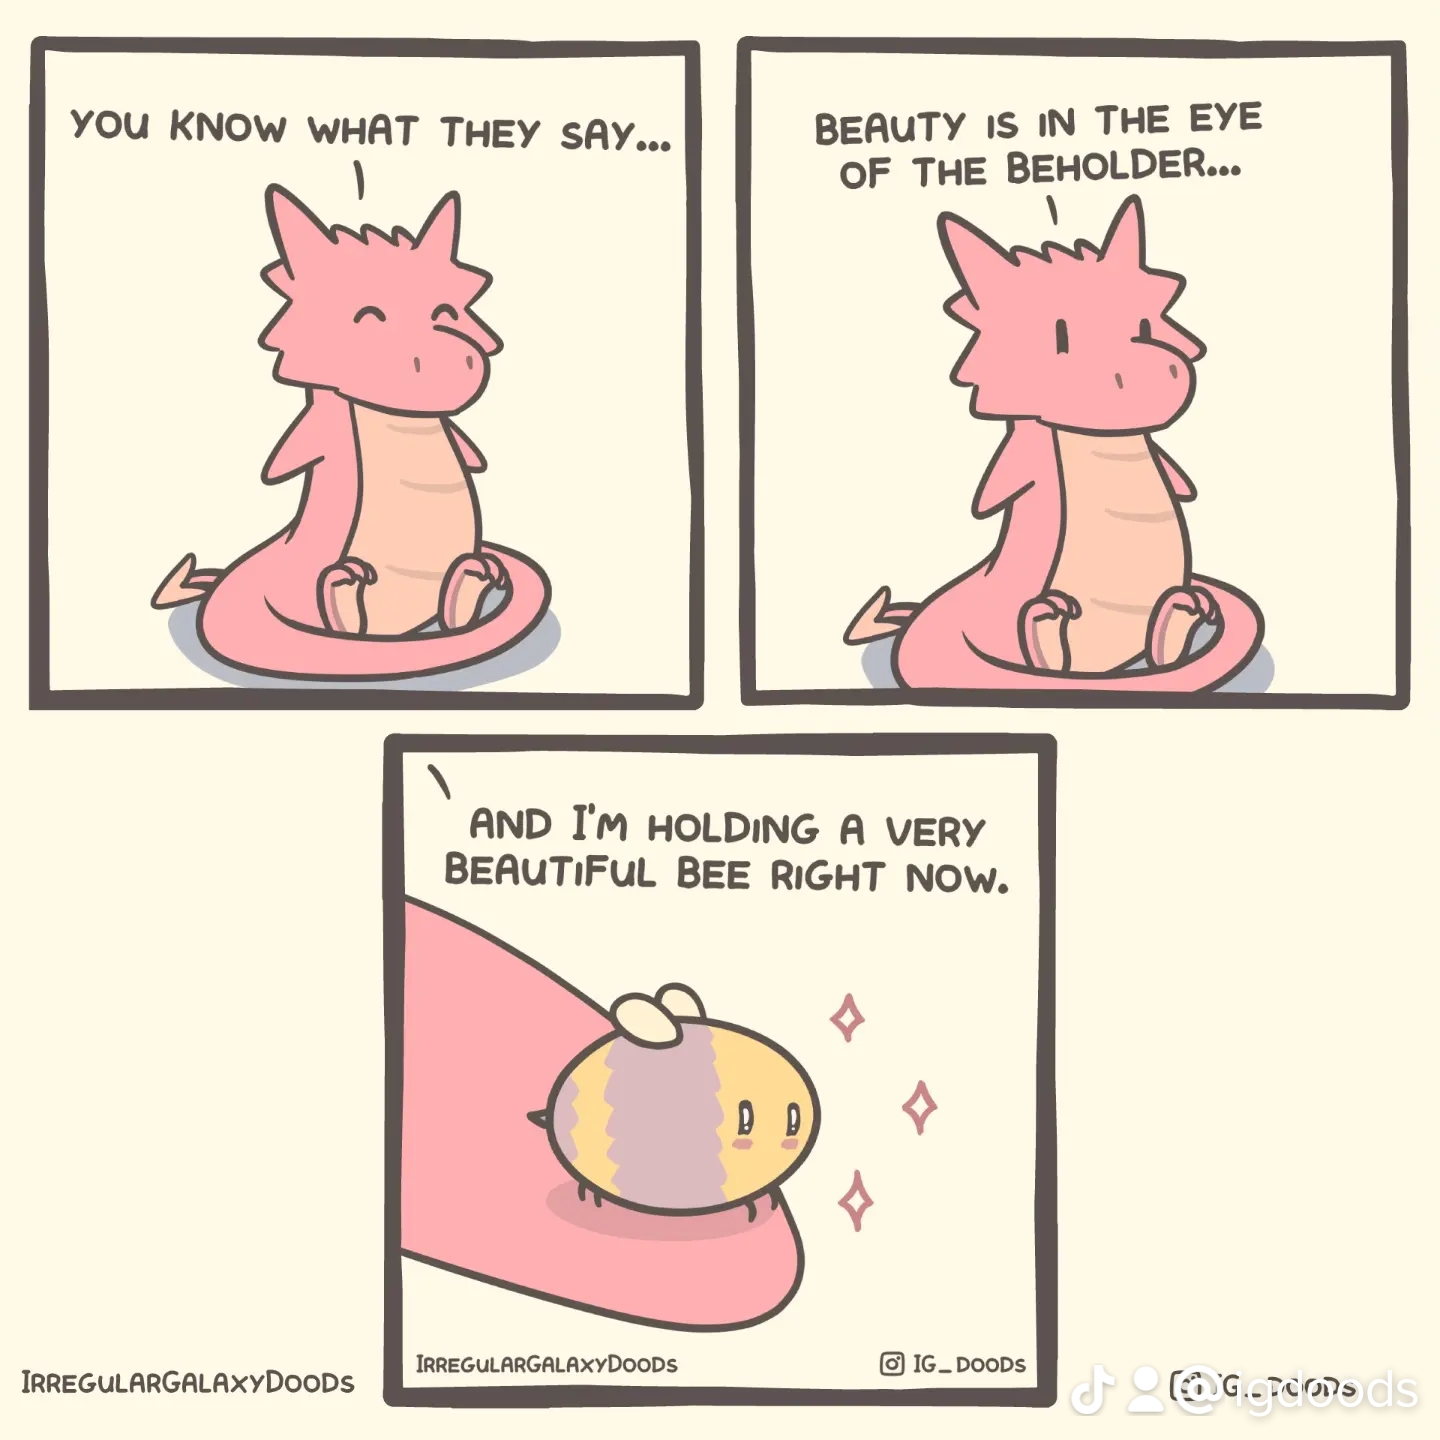 YOU KNOW WHAT THEY SAY...
BEAUTY IS IN THE EYE
OF THE BEHOLDER...
AND I'M HOLDING A VERY
BEAUTIFUL BEE RIGHT NOW.
IRREGULARGALAXYDOODS
IG_DOODS
IRREGULARGALAXYDOODS
IG_DOODS
@igdoods